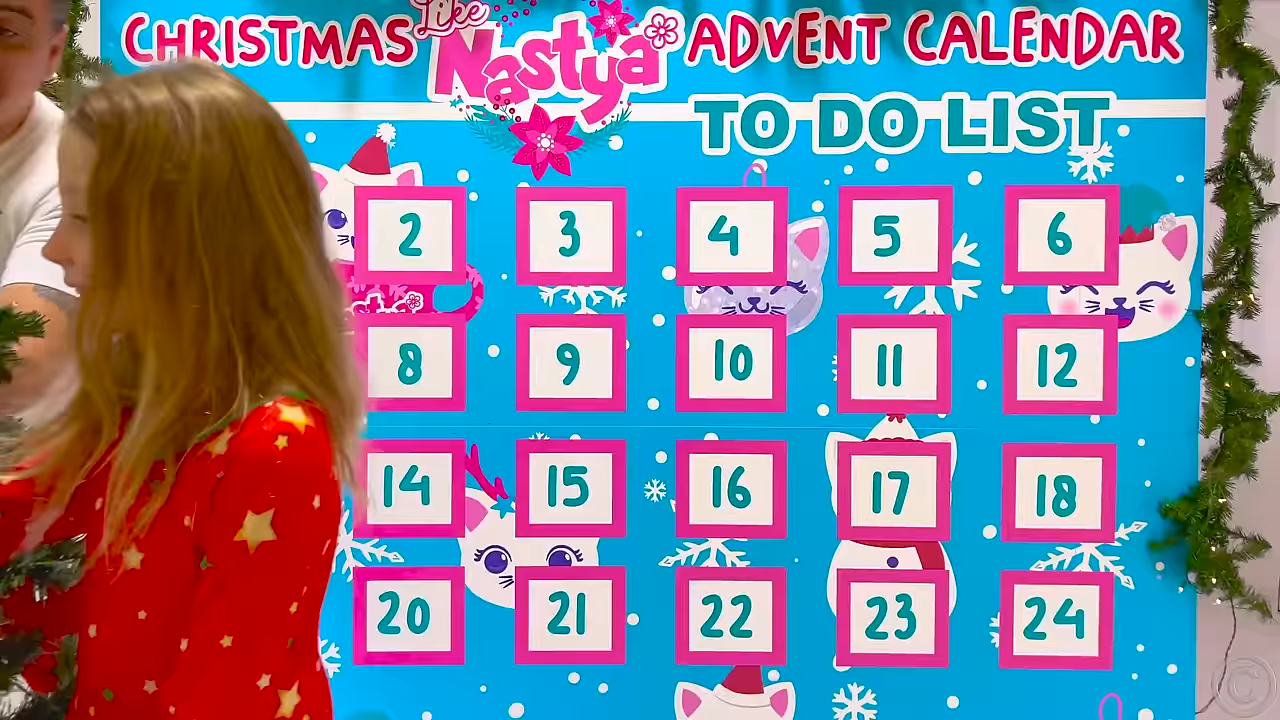 CHRISTMAS Like Nastya ADVENT CALENDAR
TO DO LIST
2 3 4 5 6
8 9 10 11 12
14 15 16 17 18
20 21 22 23 24
©